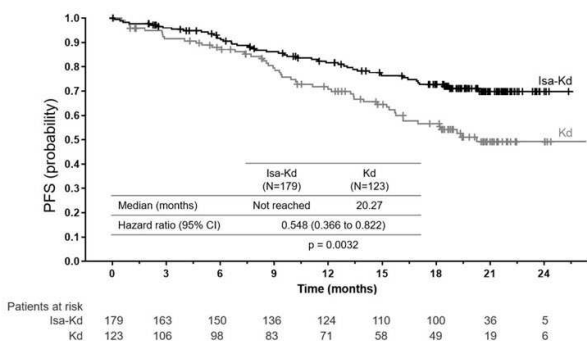 PFS (probability)
1.0
0.9
0.8
0.7
0.6
0.5
0.4
0.3
0.2
0.1
0.0
Isa-Kd
Kd
Isa-Kd Kd
(N=179) (N=123)
Median (months) Not reached 20.27
Hazard ratio (95% CI) 0.548 (0.366 to 0.822)
p = 0.0032
0 3 6 9 12 15 18 21 24
Time (months)
Patients at risk
Isa-Kd 179 163 150 136 124 110 100 36 5
Kd 123 106 98 83 71 58 49 19 6